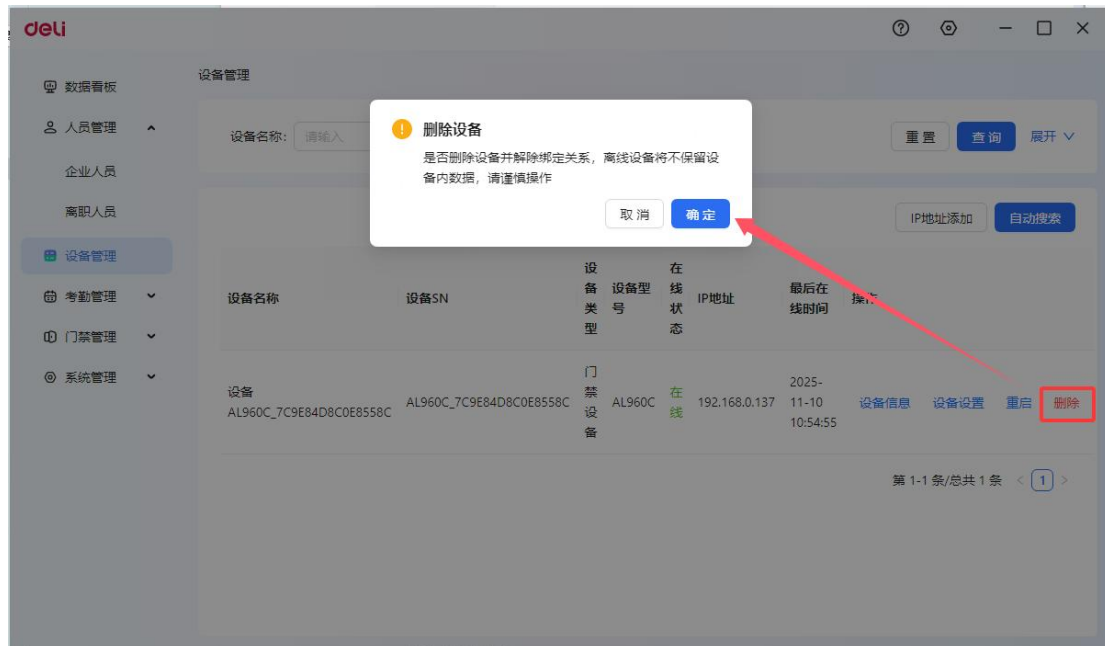 deli
数据看板
人员管理
企业人员
离职人员
设备管理
考勤管理
门禁管理
系统管理
设备管理
设备名称: 请输入
重置 查询 展开
删除设备
是否删除设备并解除绑定关系，离线设备将不保留设
备内数据，请谨慎操作
取消 确定
IP地址添加 自动搜索
设备名称 设备SN 设备类型 设备型号 在线状态 IP地址 最后在线时间 操作
设备
AL960C_7C9E84D8C0E8558C AL960C_7C9E84D8C0E8558C 门禁设备 AL960C 在线 192.168.0.137 2025-11-10 10:54:55 设备信息 设备设置 重启 删除
第 1-1 条/总共 1 条 < 1 >